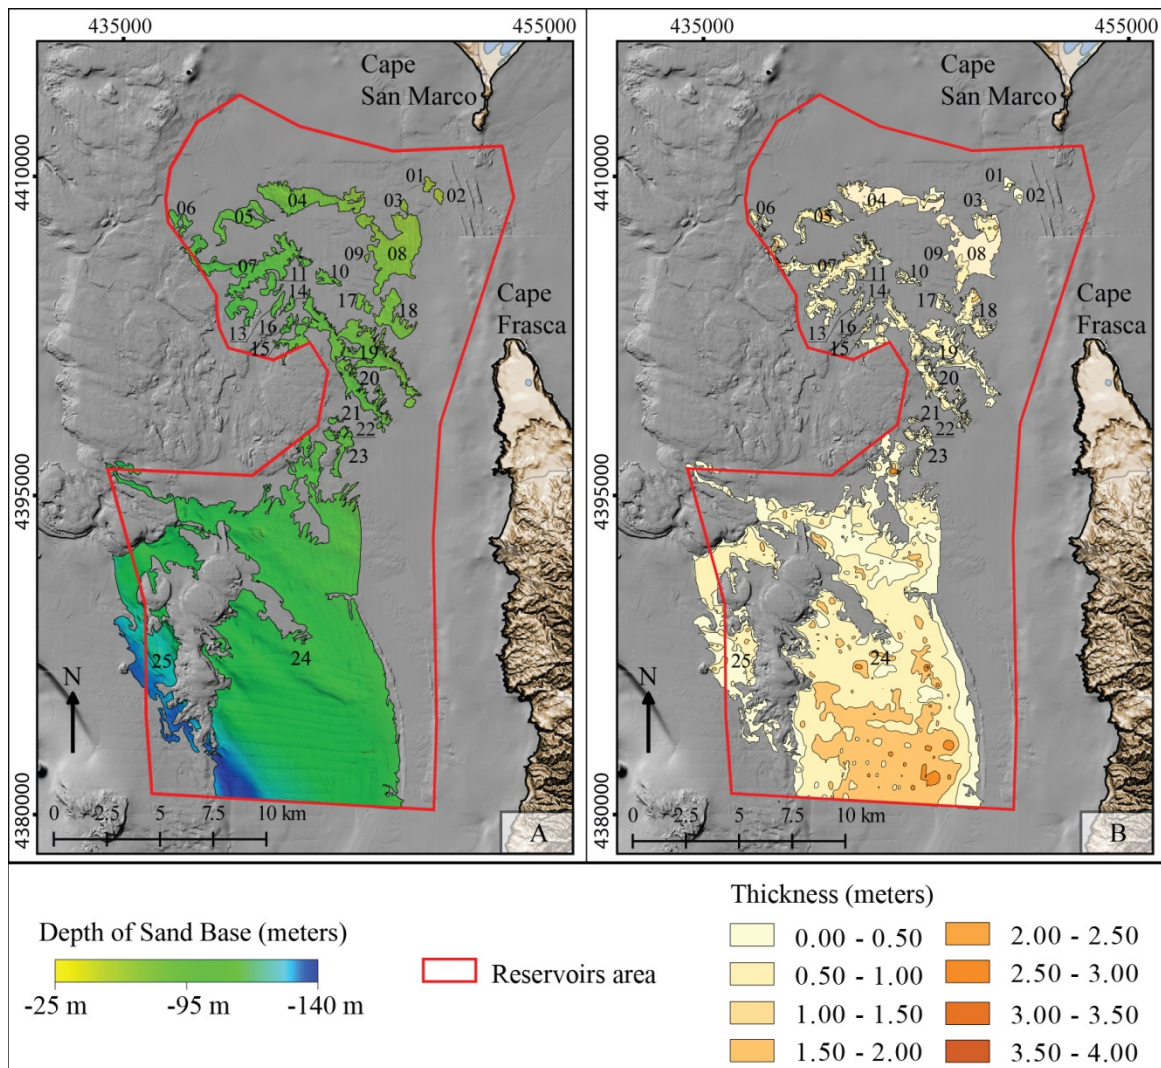 435000
455000
435000
455000
Cape
San Marco
Cape
San Marco
4410000
4410000
01
02
03
04
05
06
07
08
09
10
11
14
13
16
15
17
18
19
20
21
22
23
24
25
01
02
03
04
05
06
07
08
09
10
11
14
13
16
15
17
18
19
20
21
22
23
24
25
Cape
Frasca
Cape
Frasca
4395000
4395000
N
N
4380000
4380000
0 2.5 5 7.5 10 km
A
0 2.5 5 7.5 10 km
B
Depth of Sand Base (meters)
-25 m -95 m -140 m
Reservoirs area
Thickness (meters)
0.00 - 0.50
0.50 - 1.00
1.00 - 1.50
1.50 - 2.00
2.00 - 2.50
2.50 - 3.00
3.00 - 3.50
3.50 - 4.00